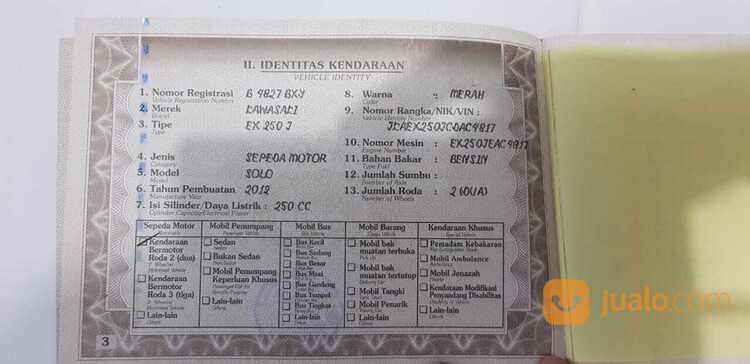 II. IDENTITAS KENDARAAN
VEHICLE IDENTITY
1. Nomor Registrasi B 4827 BXY
Vehicle Registration Number
2. Merek KAWASAKI
Brand
3. Tipe EX 250 J
Type
4. Jenis SEPEDA MOTOR
Category
5. Model SOLO
Model
6. Tahun Pembuatan 2012
Manufacture Year
7. Isi Silinder/Daya Listrik : 250 CC
Cylinder Capacity/Electrical Power
8. Warna : MERAH
Color
9. Nomor Rangka/NIK/VIN :
Vehicle Identity Number
10. Nomor Mesin :
Engine Number
11. Bahan Bakar : BENSIN
Type Fuel
12. Jumlah Sumbu :
Number of
13. Jumlah Roda : 2 (DUA)
Number of Wheels
Sepeda Motor
Kendaraan Bermotor Roda 2 (dua)
Kendaraan Bermotor Roda 3 (tiga)
Lain-lain
Mobil Penumpang
Sedan
Bukan Sedan
Mobil Penumpang Keperluan Khusus
Lain-lain
Mobil Bus
Bus Kecil
Bus Sedang
Bus Besar
Bus Maxi
Bus Gandeng
Bus Tempel
Bus Tingkat
Lain-lain
Mobil Barang
Mobil bak muatan terbuka
Mobil bak muatan tertutup
Mobil Tangki
Mobil Penarik
Lain-lain
Kendaraan Khusus
Pemadam Kebakaran
Mobil Ambulance
Mobil Jenazah
Kendaraan Modifikasi Penyandang Disabilitas
Lain-lain
3
Jualo.com